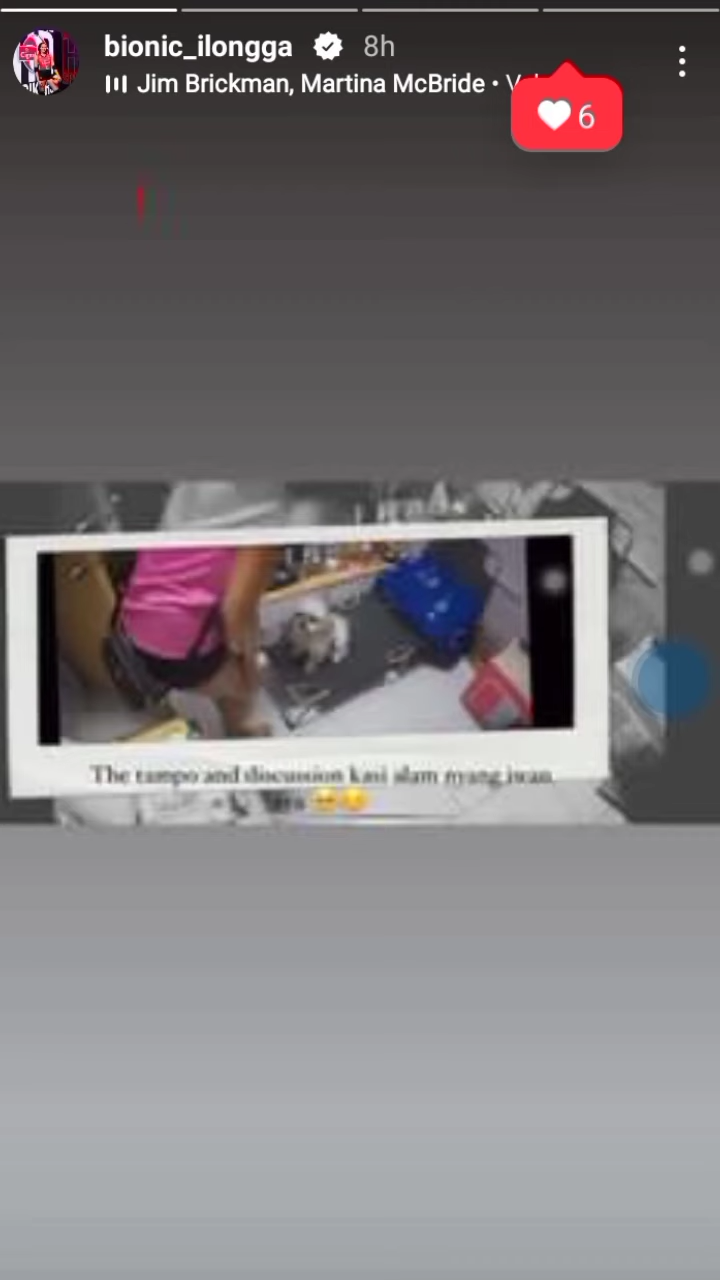 bionic_ilongga 8h
Jim Brickman, Martina McBride •
6
The tampo and discussion kasi alam nyang iwan